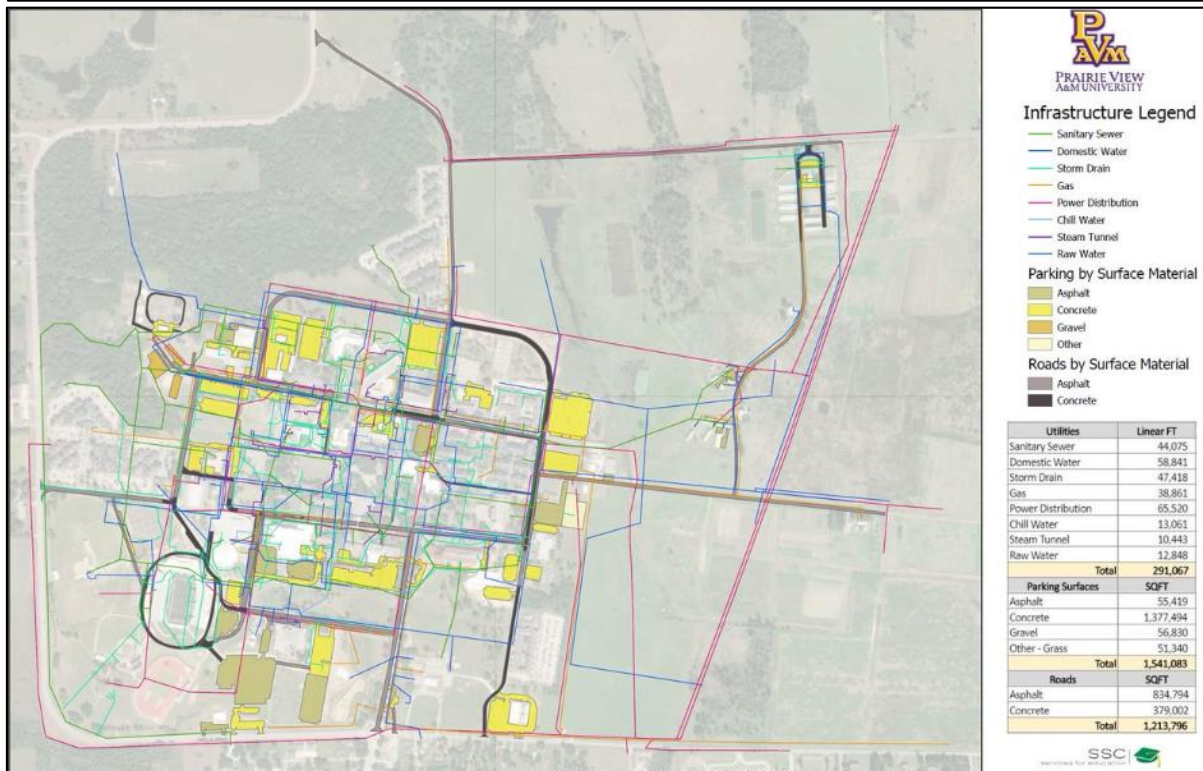 PVAM
PRAIRIE VIEW
A&M UNIVERSITY
Infrastructure Legend
Sanitary Sewer
Domestic Water
Storm Drain
Gas
Power Distribution
Chill Water
Steam Tunnel
Raw Water
Parking by Surface Material
Asphalt
Concrete
Gravel
Other
Roads by Surface Material
Asphalt
Concrete
Utilities Linear FT
Sanitary Sewer 44,075
Domestic Water 58,841
Storm Drain 47,418
Gas 38,861
Power Distribution 65,520
Chill Water 13,061
Steam Tunnel 10,443
Raw Water 12,848
Total 291,067
Parking Surfaces SQFT
Asphalt 55,419
Concrete 1,377,494
Gravel 56,830
Other - Grass 51,340
Total 1,541,083
Roads SQFT
Asphalt 834,794
Concrete 379,002
Total 1,213,796
SSC
services for education